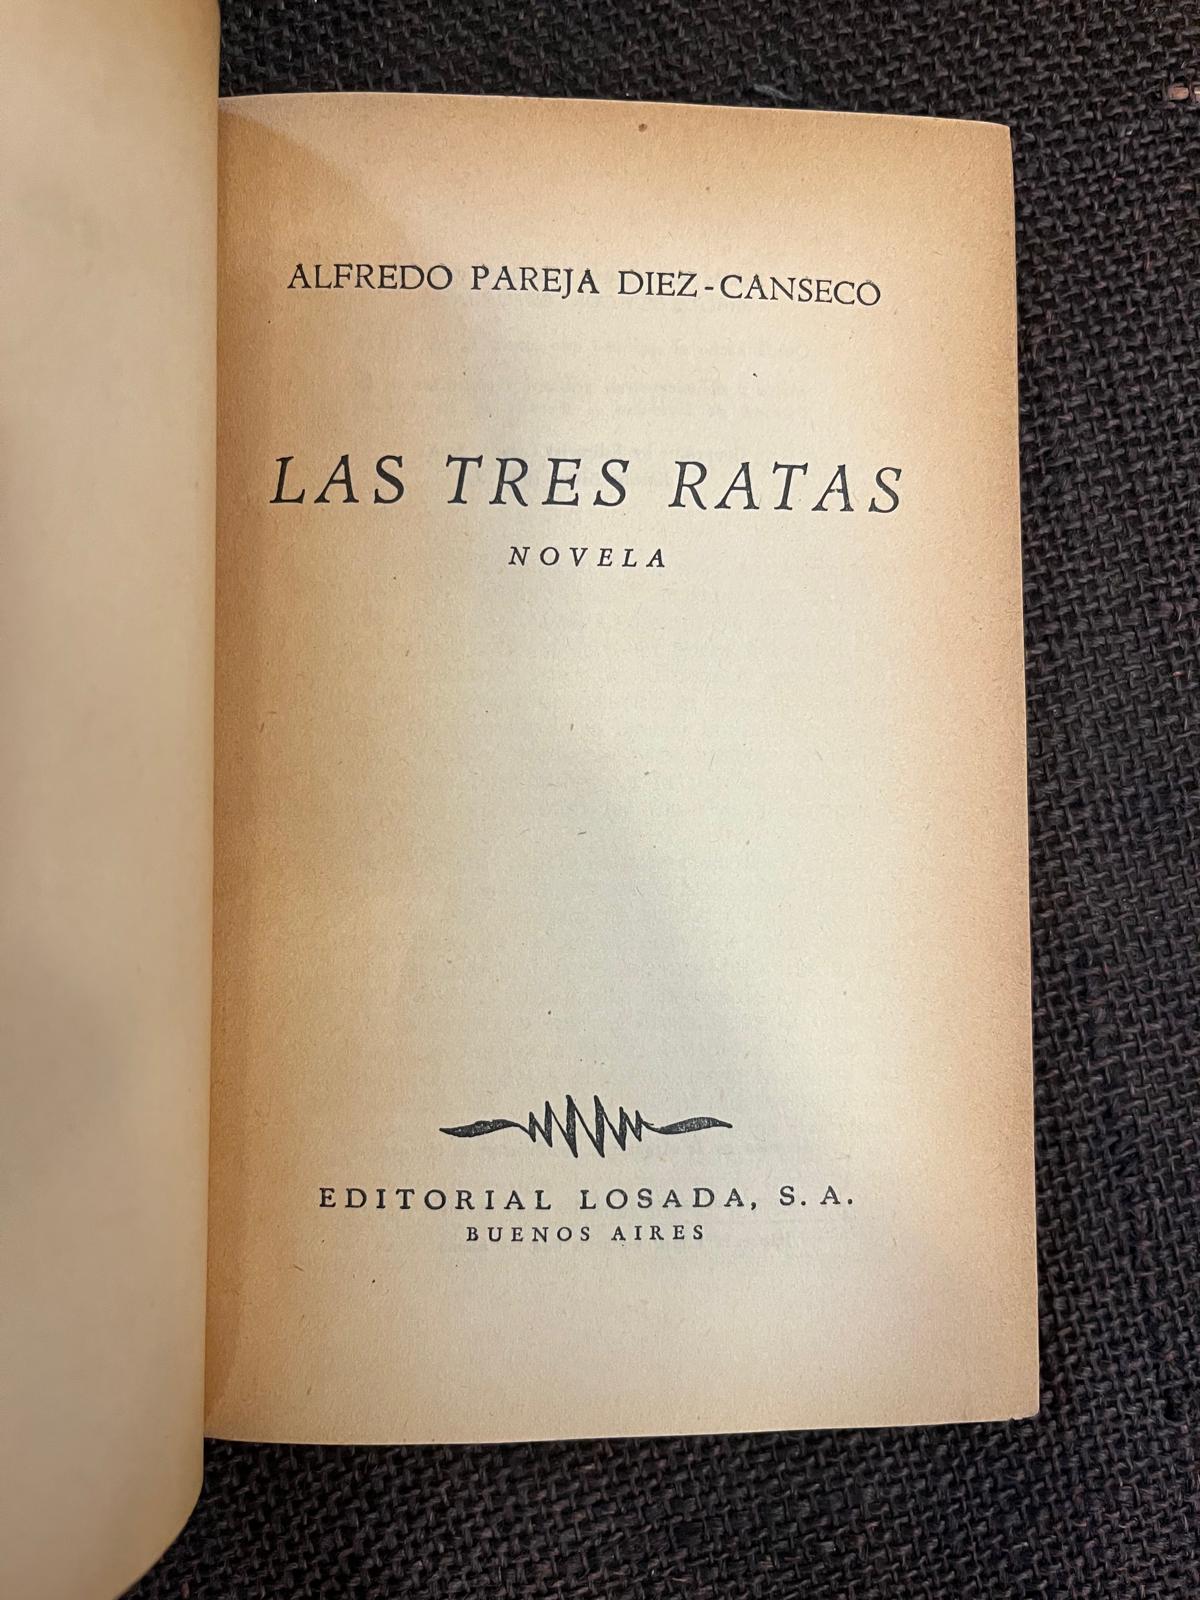 ALFREDO PAREJA DIEZ-CANSECO
LAS TRES RATAS
NOVELA
EDITORIAL LOSADA, S. A.
BUENOS AIRES